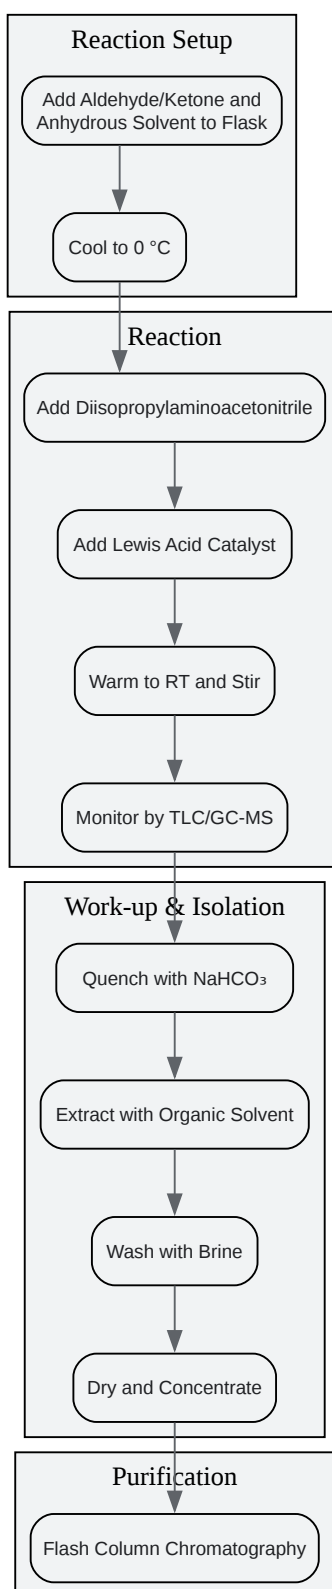 Reaction Setup
Add Aldehyde/Ketone and
Anhydrous Solvent to Flask
Cool to 0 °C
Reaction
Add Diisopropylaminoacetonitrile
Add Lewis Acid Catalyst
Warm to RT and Stir
Monitor by TLC/GC-MS
Work-up & Isolation
Quench with NaHCO₃
Extract with Organic Solvent
Wash with Brine
Dry and Concentrate
Purification
Flash Column Chromatography